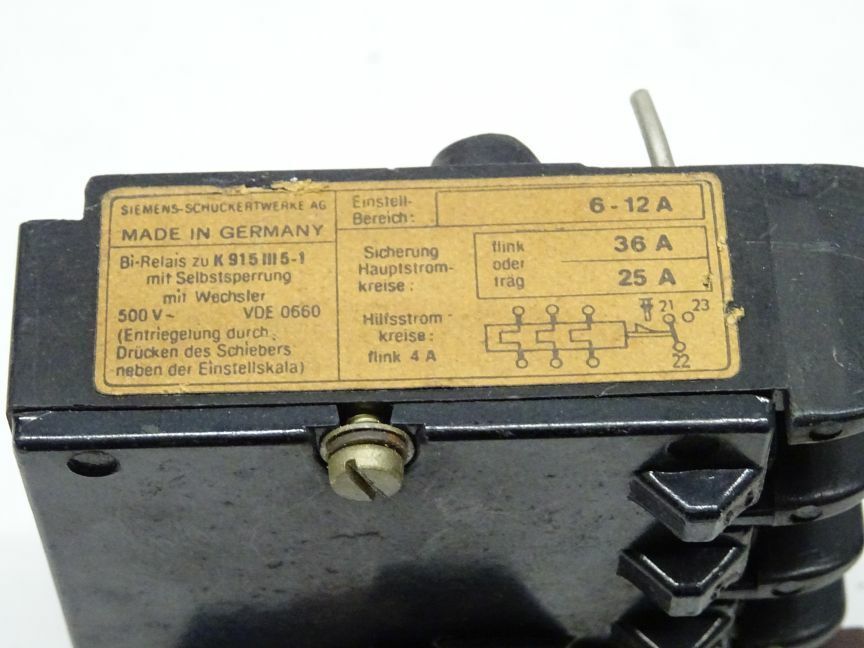 SIEMENS-SCHUCKERTWERKE AG
MADE IN GERMANY
Bi-Relais zu K 915 III 5-1
mit Selbstsperrung
mit Wechsler
500 V~ VDE 0660
(Entriegelung durch
Drücken des Schiebers
neben der Einstellskala)
Einstell-
Bereich:
6-12 A
Sicherung
Hauptstrom-
kreise:
flink 36 A
oder
träg 25 A
Hilfsstrom-
kreise:
flink 4 A
21 23
22